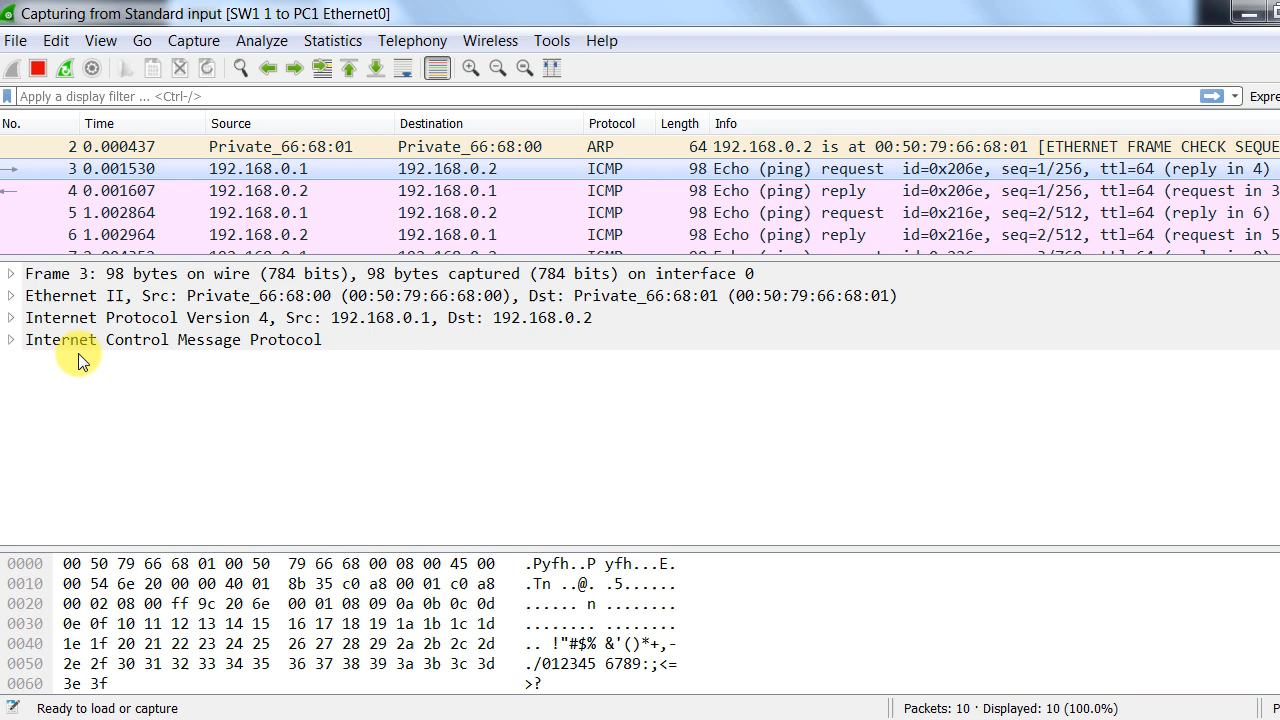 Capturing from Standard input [SW1 1 to PC1 Ethernet0]
File Edit View Go Capture Analyze Statistics Telephony Wireless Tools Help
Apply a display filter ... <Ctrl-/> Expre
No. Time Source Destination Protocol Length Info
2 0.000437 Private_66:68:01 Private_66:68:00 ARP 64 192.168.0.2 is at 00:50:79:66:68:01 [ETHERNET FRAME CHECK SEQUE
3 0.001530 192.168.0.1 192.168.0.2 ICMP 98 Echo (ping) request id=0x206e, seq=1/256, ttl=64 (reply in 4)
4 0.001607 192.168.0.2 192.168.0.1 ICMP 98 Echo (ping) reply id=0x206e, seq=1/256, ttl=64 (request in 3
5 1.002864 192.168.0.1 192.168.0.2 ICMP 98 Echo (ping) request id=0x216e, seq=2/512, ttl=64 (reply in 6)
6 1.002964 192.168.0.2 192.168.0.1 ICMP 98 Echo (ping) reply id=0x216e, seq=2/512, ttl=64 (request in 5
Frame 3: 98 bytes on wire (784 bits), 98 bytes captured (784 bits) on interface 0
Ethernet II, Src: Private_66:68:00 (00:50:79:66:68:00), Dst: Private_66:68:01 (00:50:79:66:68:01)
Internet Protocol Version 4, Src: 192.168.0.1, Dst: 192.168.0.2
Internet Control Message Protocol
0000 00 50 79 66 68 01 00 50 79 66 68 00 08 00 45 00 .Pyfh..P yfh...E.
0010 00 54 6e 20 00 00 40 01 8b 35 c0 a8 00 01 c0 a8 .Tn ..@. .5......
0020 00 02 08 00 ff 9c 20 6e 00 01 08 09 0a 0b 0c 0d ...... n ........
0030 0e 0f 10 11 12 13 14 15 16 17 18 19 1a 1b 1c 1d ........ ........
0040 1e 1f 20 21 22 23 24 25 26 27 28 29 2a 2b 2c 2d .. !"#$% &'()*+,-
0050 2e 2f 30 31 32 33 34 35 36 37 38 39 3a 3b 3c 3d ./012345 6789:;<=
0060 3e 3f >?
Ready to load or capture Packets: 10 · Displayed: 10 (100.0%)